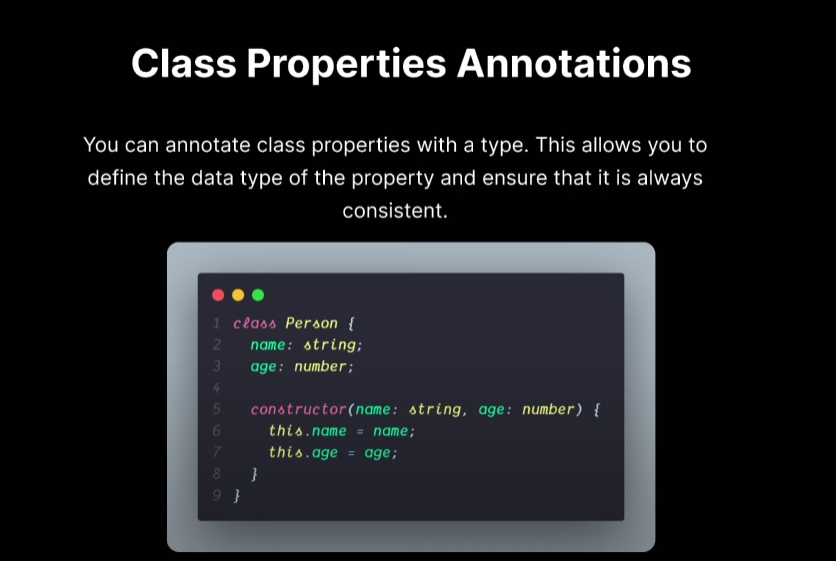 Class Properties Annotations
You can annotate class properties with a type. This allows you to
define the data type of the property and ensure that it is always
consistent.
1 class Person {
2   name: string;
3   age: number;
4
5   constructor(name: string, age: number) {
6     this.name = name;
7     this.age = age;
8   }
9 }